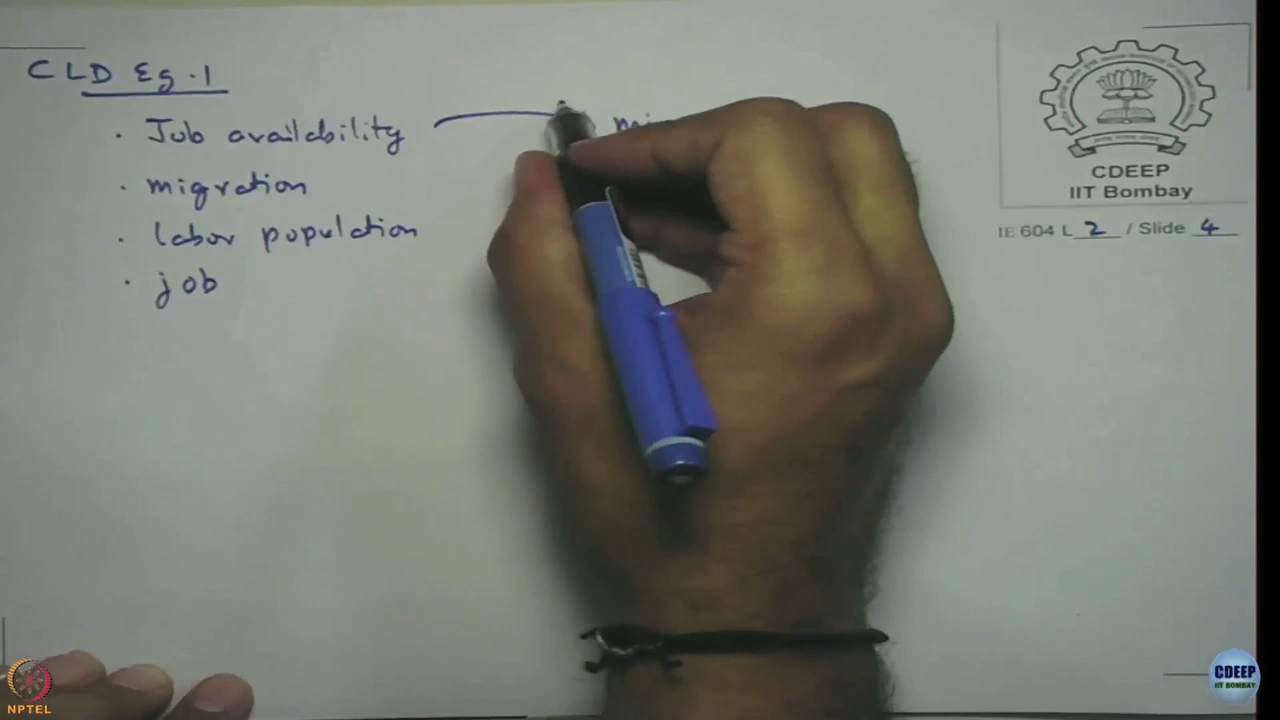 CLD Eg.1
· Job availability
· migration
· labor population
· job
CDEEP
IIT Bombay
IE 604 L 2 / Slide 4
NPTEL
CDEEP
IIT BOMBAY